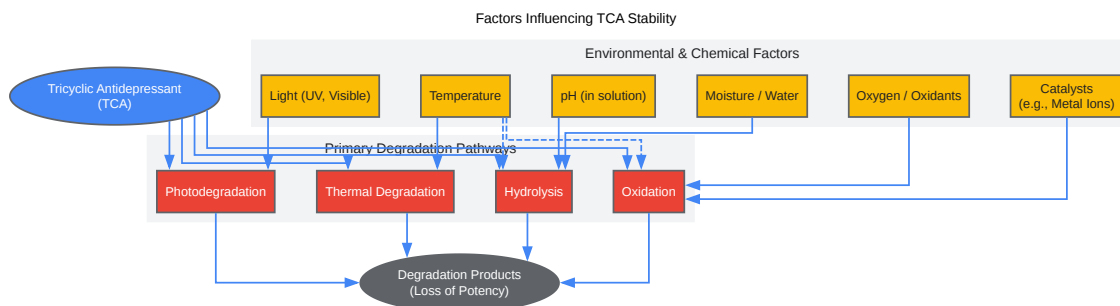 Factors Influencing TCA Stability
Environmental & Chemical Factors
Tricyclic Antidepressant
(TCA)
Light (UV, Visible)
Temperature
pH (in solution)
Moisture / Water
Oxygen / Oxidants
Catalysts
(e.g., Metal Ions)
Primary Degradation Pathways
Photodegradation
Thermal Degradation
Hydrolysis
Oxidation
Degradation Products
(Loss of Potency)